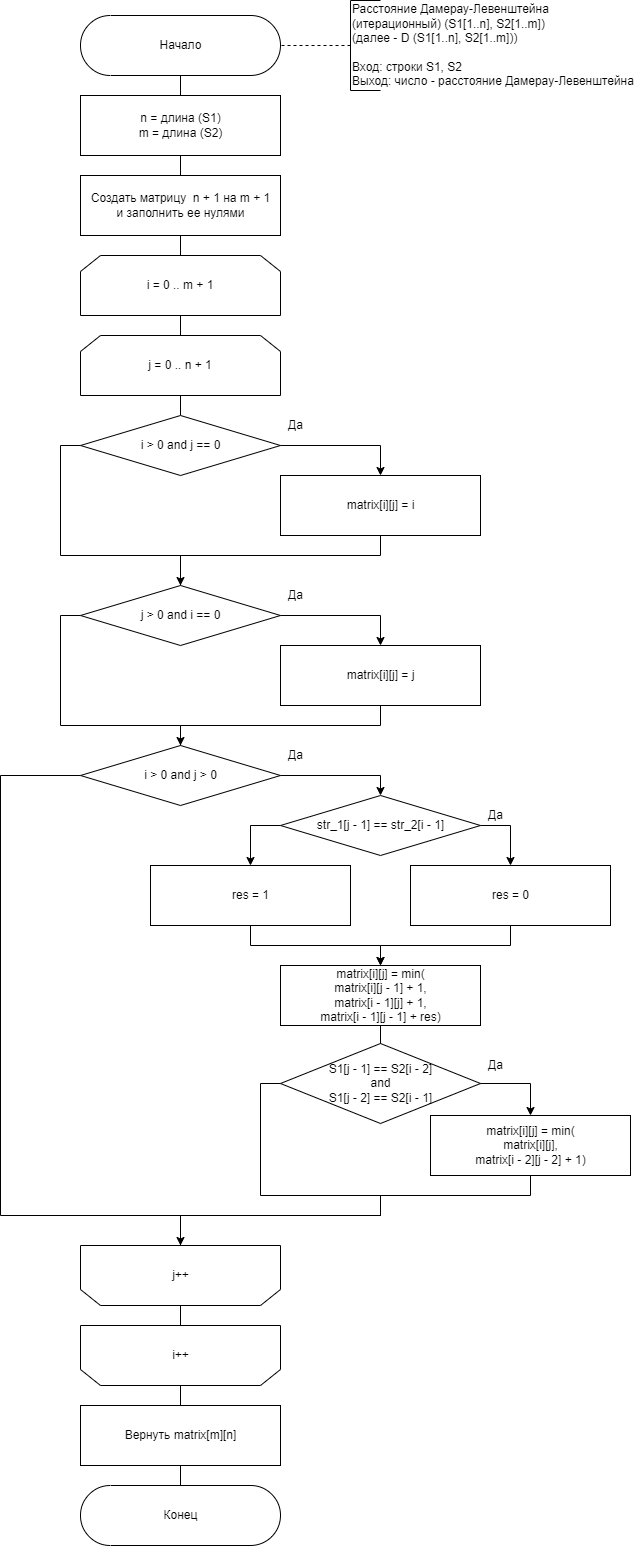 Начало
Расстояние Дамерау-Левенштейна
(итерационный) (S1[1..n], S2[1..m])
(далее - D (S1[1..n], S2[1..m]))
Вход: строки S1, S2
Выход: число - расстояние Дамерау-Левенштейна
n = длина (S1)
m = длина (S2)
Создать матрицу n + 1 на m + 1
и заполнить ее нулями
i = 0 .. m + 1
j = 0 .. n + 1
i > 0 and j == 0
Да
matrix[i][j] = i
j > 0 and i == 0
Да
matrix[i][j] = j
i > 0 and j > 0
Да
str_1[j - 1] == str_2[i - 1]
Да
res = 1
res = 0
matrix[i][j] = min(
matrix[i][j - 1] + 1,
matrix[i - 1][j] + 1,
matrix[i - 1][j - 1] + res)
S1[j - 1] == S2[i - 2]
and
S1[j - 2] == S2[i - 1]
Да
matrix[i][j] = min(
matrix[i][j],
matrix[i - 2][j - 2] + 1)
j++
i++
Вернуть matrix[m][n]
Конец